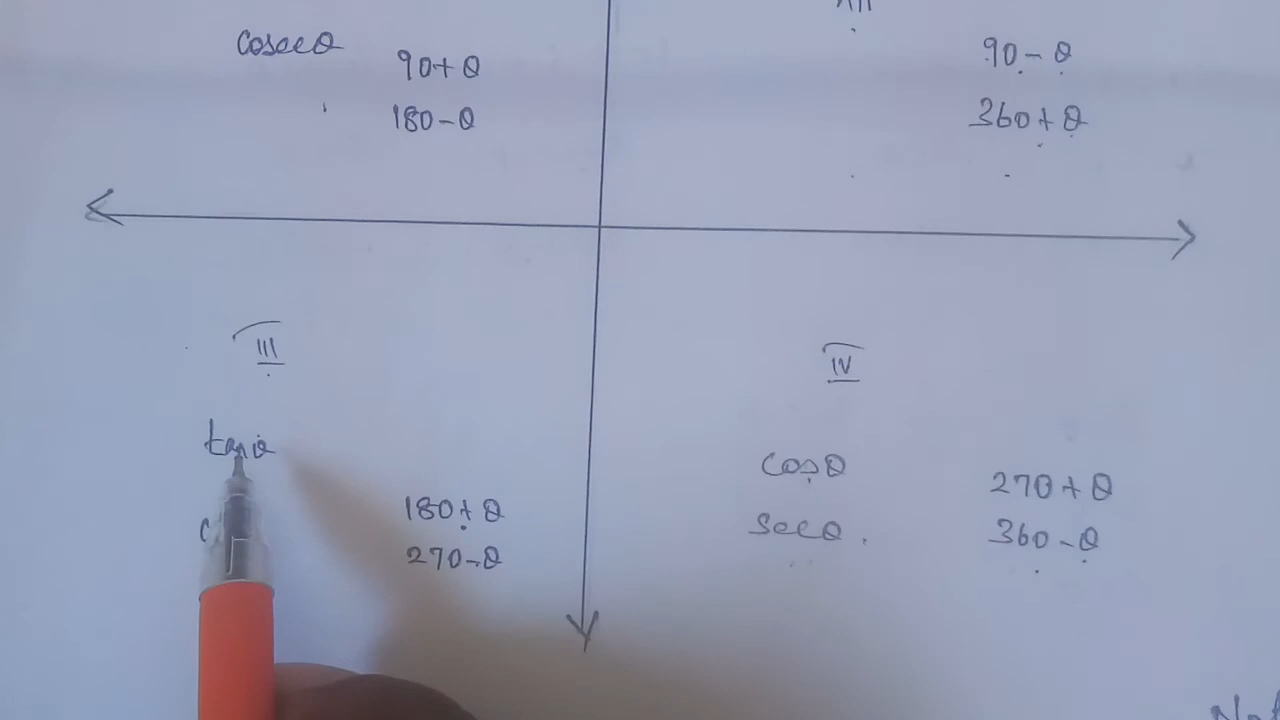 cosecθ
90+θ
180-θ
90-θ
360+θ
III
tanθ
180+θ
270-θ
IV
cosθ
secθ.
270+θ
360-θ